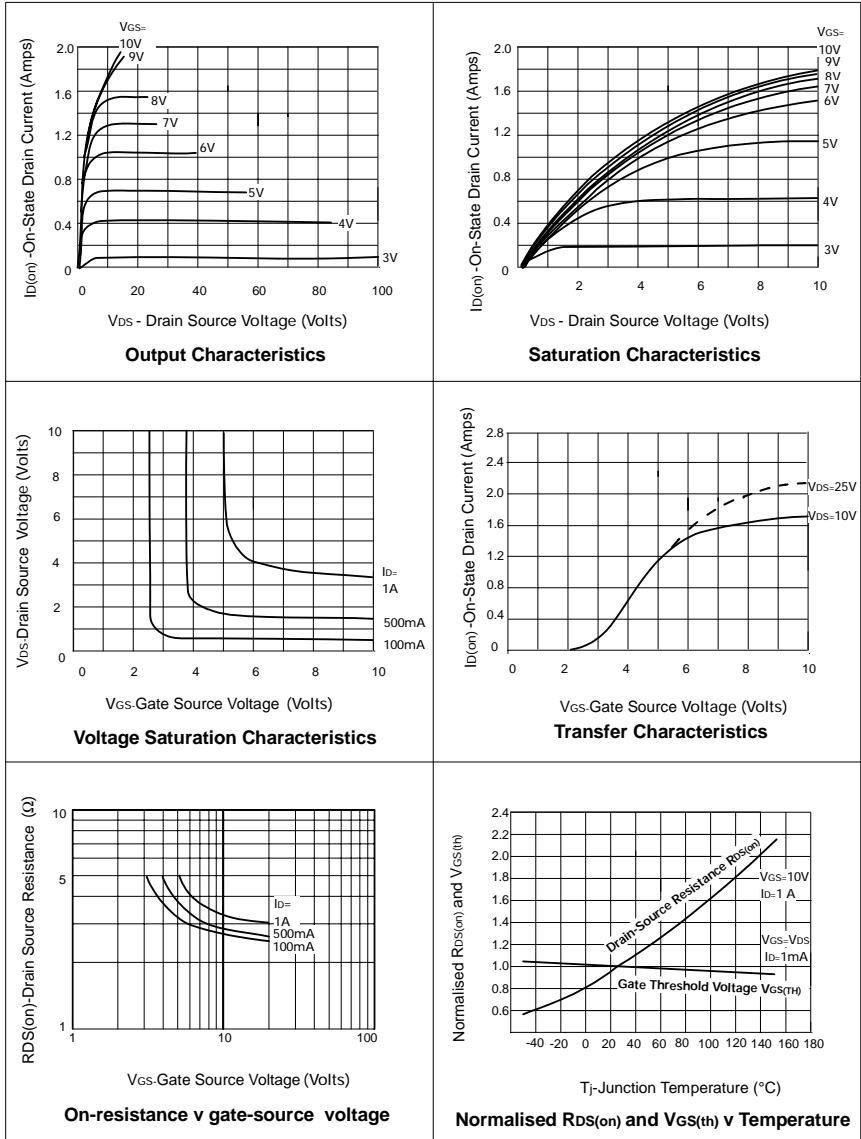 VGS=
10V
9V
8V
7V
6V
5V
4V
3V
2.0
1.6
1.2
0.8
0.4
0
0 20 40 60 80 100
ID(on) -On-State Drain Current (Amps)
VDS - Drain Source Voltage (Volts)
Output Characteristics
VGS=
10V
9V
8V
7V
6V
5V
4V
3V
2.0
1.6
1.2
0.8
0.4
0
0 2 4 6 8 10
ID(on) -On-State Drain Current (Amps)
VDS - Drain Source Voltage (Volts)
Saturation Characteristics
10
8
6
4
2
0
0 2 4 6 8 10
VDS-Drain Source Voltage (Volts)
ID=
1A
500mA
100mA
VGS-Gate Source Voltage (Volts)
Voltage Saturation Characteristics
2.8
2.4
2.0
1.6
1.2
0.8
0.4
0
0 2 4 6 8 10
ID(on) -On-State Drain Current (Amps)
VDS=25V
VDS=10V
VGS-Gate Source Voltage (Volts)
Transfer Characteristics
10
5
1
1 10 100
RDS(on)-Drain Source Resistance (Ω)
ID=
1A
500mA
100mA
VGS-Gate Source Voltage (Volts)
On-resistance v gate-source voltage
2.4
2.2
2.0
1.8
1.6
1.4
1.2
1.0
0.8
0.6
-40 -20 0 20 40 60 80 100 120 140 160 180
Normalised RDS(on) and VGS(th)
Drain-Source Resistance RDS(on)
VGS=10V
ID=1 A
VGS=VDS
ID=1mA
Gate Threshold Voltage VGS(TH)
Tj-Junction Temperature (°C)
Normalised RDS(on) and VGS(th) v Temperature